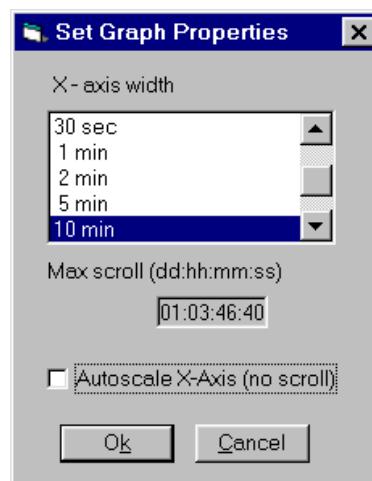 Set Graph Properties
X - axis width
30 sec
1 min
2 min
5 min
10 min
Max scroll (dd:hh:mm:ss)
01:03:46:40
Autoscale X-Axis (no scroll)
Ok Cancel